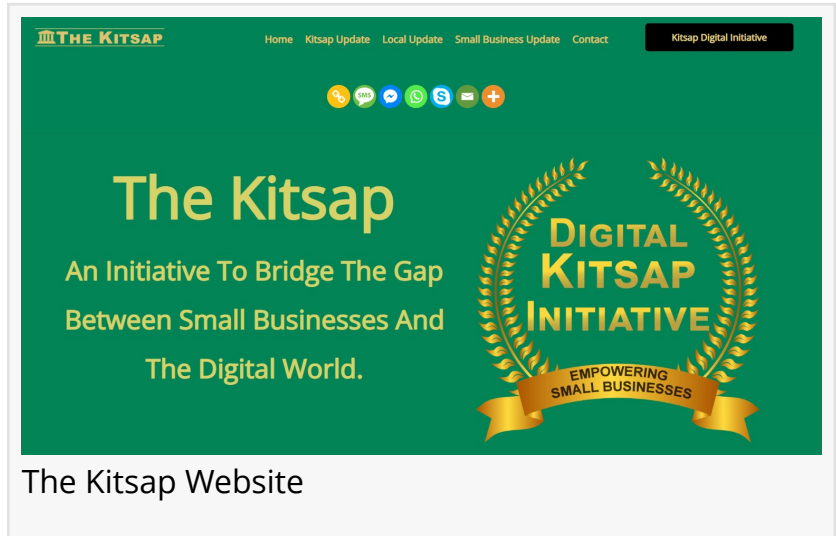 THE KITSAP
Home Kitsap Update Local Update Small Business Update Contact
Kitsap Digital Initiative
SMS
The Kitsap
An Initiative To Bridge The Gap
Between Small Businesses And
The Digital World.
DIGITAL
KITSAP
INITIATIVE
EMPOWERING
SMALL BUSINESSES
The Kitsap Website